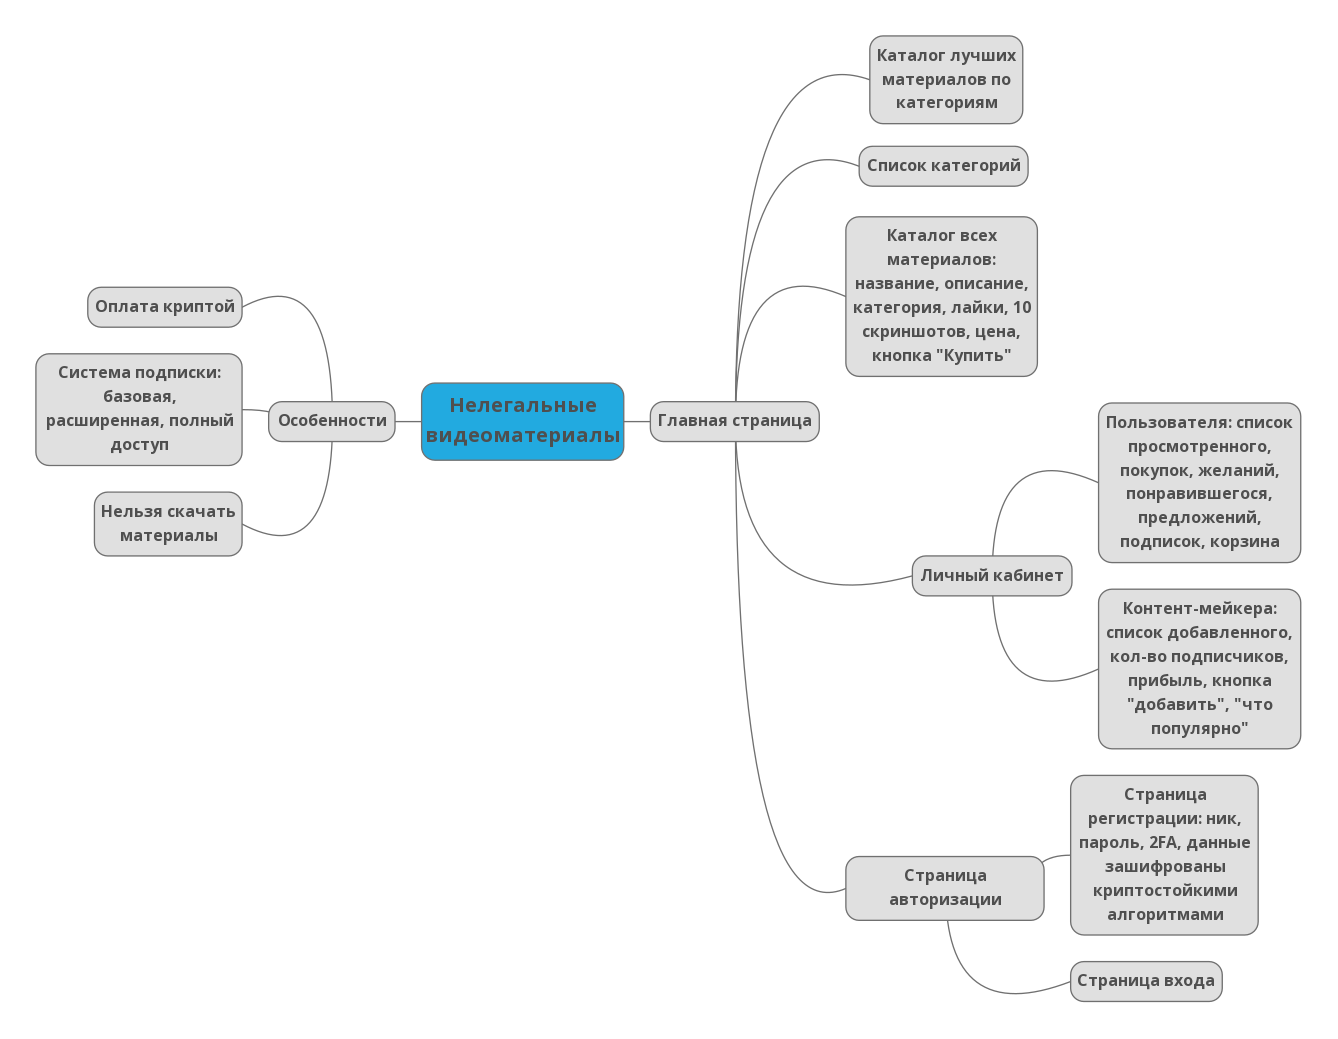 Нелегальные
видеоматериалы
Особенности
Оплата криптой
Система подписки:
базовая,
расширенная, полный
доступ
Нельзя скачать
материалы
Главная страница
Каталог лучших
материалов по
категориям
Список категорий
Каталог всех
материалов:
название, описание,
категория, лайки, 10
скриншотов, цена,
кнопка "Купить"
Личный кабинет
Пользователя: список
просмотренного,
покупок, желаний,
понравившегося,
предложений,
подписок, корзина
Контент-мейкера:
список добавленного,
кол-во подписчиков,
прибыль, кнопка
"добавить", "что
популярно"
Страница
авторизации
Страница
регистрации: ник,
пароль, 2FA, данные
зашифрованы
криптостойкими
алгоритмами
Страница входа